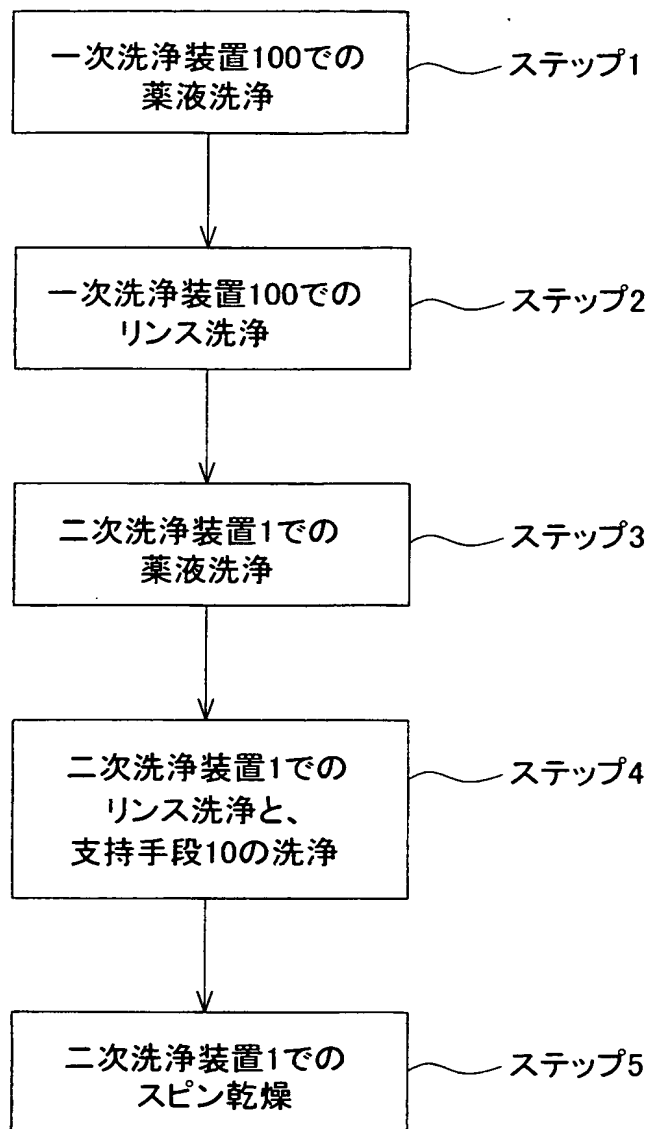 一次洗浄装置100での
薬液洗浄
ステップ1
一次洗浄装置100での
リンス洗浄
ステップ2
二次洗浄装置1での
薬液洗浄
ステップ3
二次洗浄装置1での
リンス洗浄と、
支持手段10の洗浄
ステップ4
二次洗浄装置1での
スピン乾燥
ステップ5